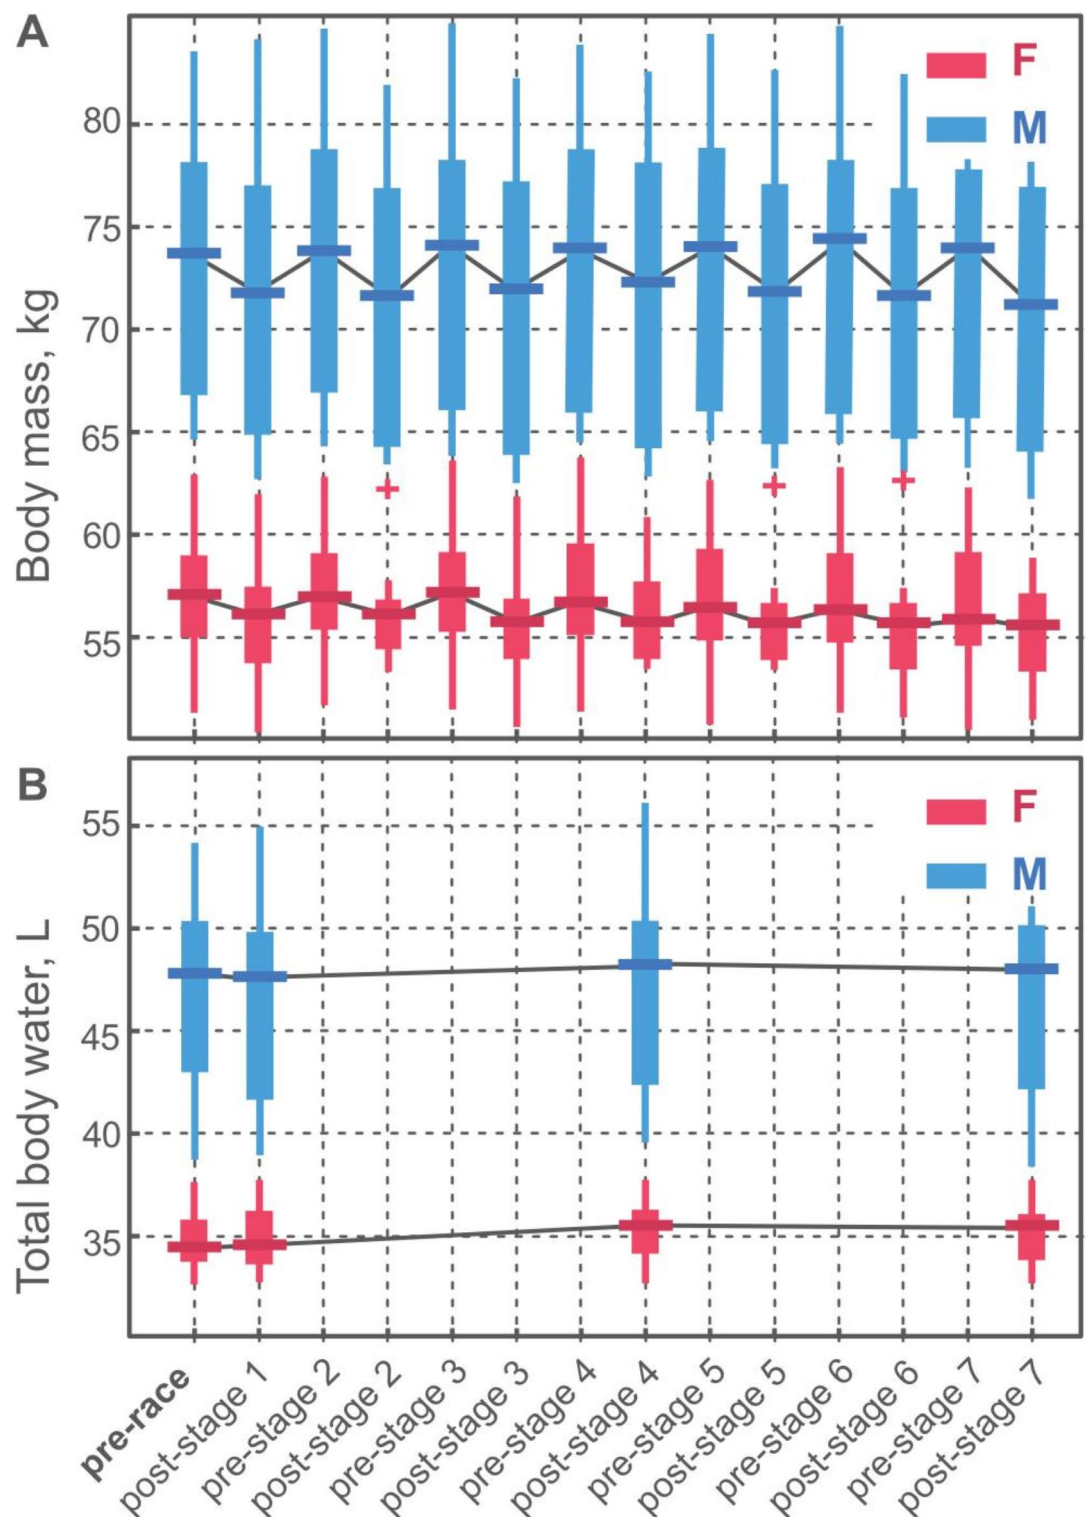 A
F
M
80
75
70
65
60
55
Body mass, kg
B
F
M
55
50
45
40
35
Total body water, L
pre-race
post-stage 1
pre-stage 2
post-stage 2
pre-stage 3
post-stage 3
pre-stage 4
post-stage 4
pre-stage 5
post-stage 5
pre-stage 6
post-stage 6
pre-stage 7
post-stage 7